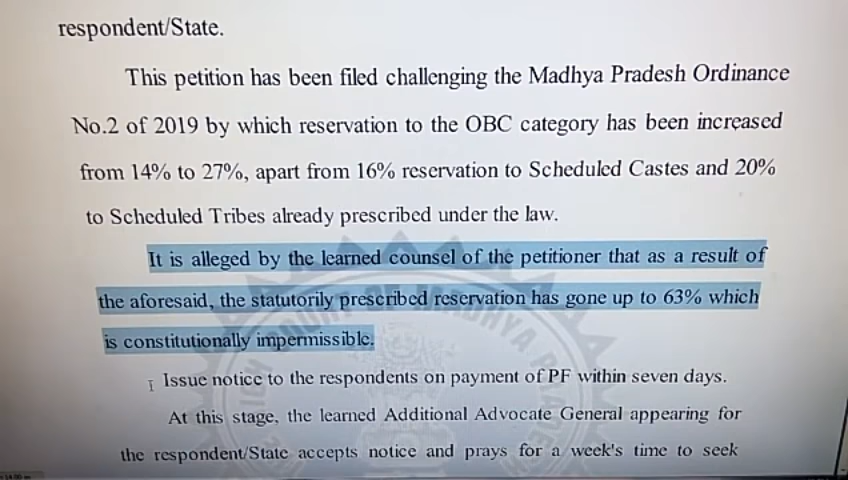 respondent/State.
This petition has been filed challenging the Madhya Pradesh Ordinance
No.2 of 2019 by which reservation to the OBC category has been increased
from 14% to 27%, apart from 16% reservation to Scheduled Castes and 20%
to Scheduled Tribes already prescribed under the law.
It is alleged by the learned counsel of the petitioner that as a result of
the aforesaid, the statutorily prescribed reservation has gone up to 63% which
is constitutionally impermissible.
Issue notice to the respondents on payment of PF within seven days.
At this stage, the learned Additional Advocate General appearing for
the respondent/State accepts notice and prays for a week's time to seek